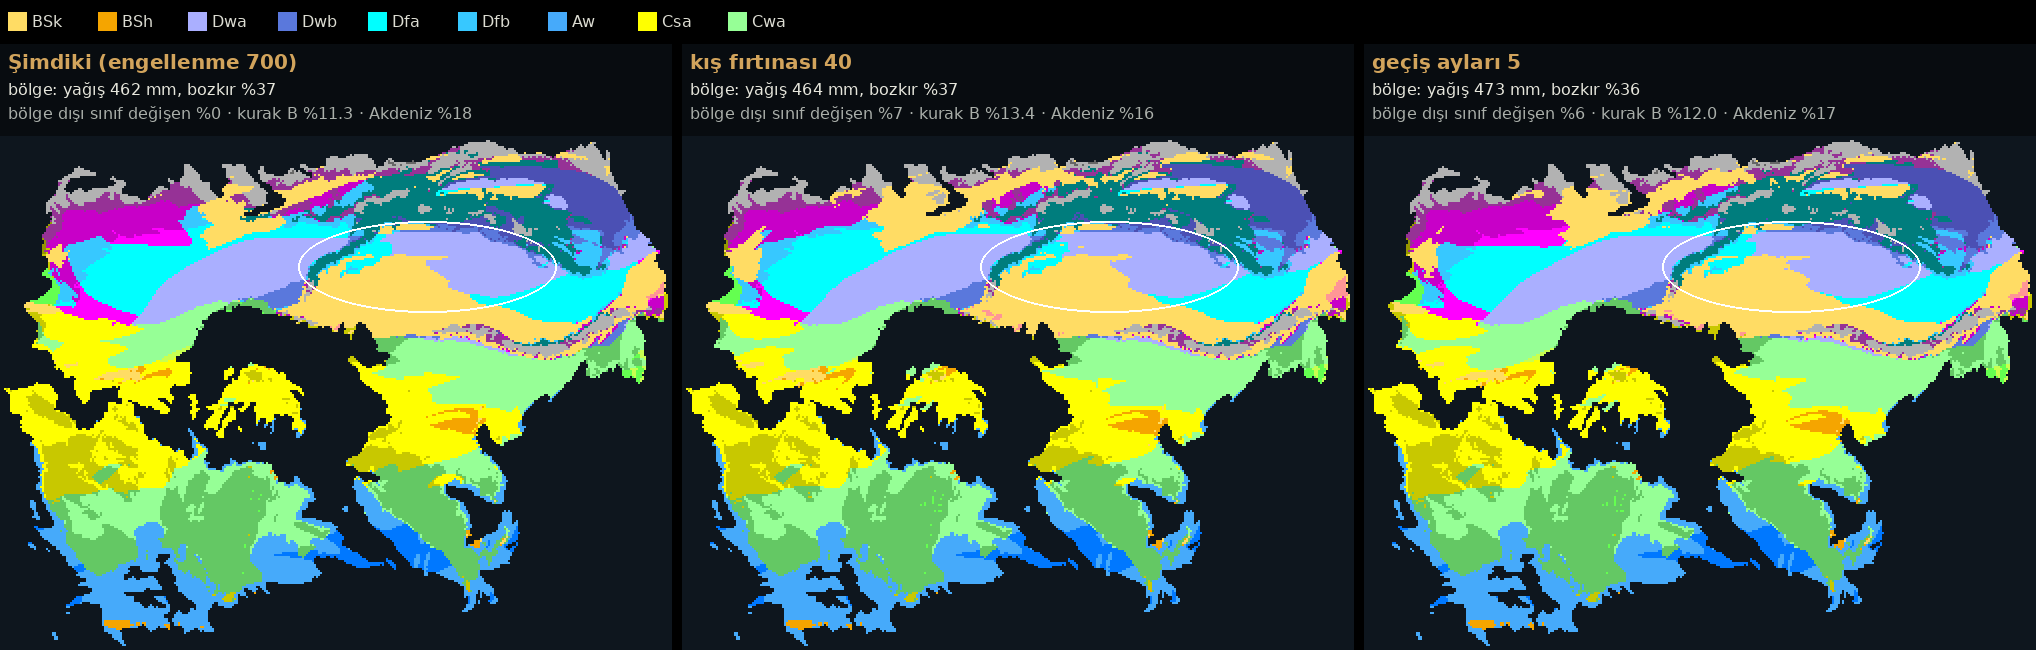 BSk BSh Dwa Dwb Dfa Dfb Aw Csa Cwa
Şimdiki (engellenme 700)
bölge: yağış 462 mm, bozkır %37
bölge dışı sınıf değişen %0 · kurak B %11.3 · Akdeniz %18
kış fırtınası 40
bölge: yağış 464 mm, bozkır %37
bölge dışı sınıf değişen %7 · kurak B %13.4 · Akdeniz %16
geçiş ayları 5
bölge: yağış 473 mm, bozkır %36
bölge dışı sınıf değişen %6 · kurak B %12.0 · Akdeniz %17